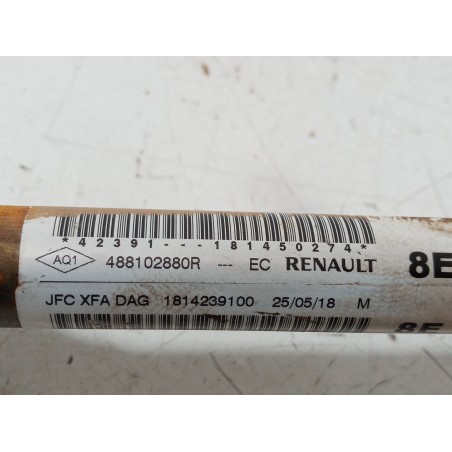 *42391---181450274*
AQ1 488102880R --- EC RENAULT 8E
JFC XFA DAG 1814239100 25/05/18 M
8E